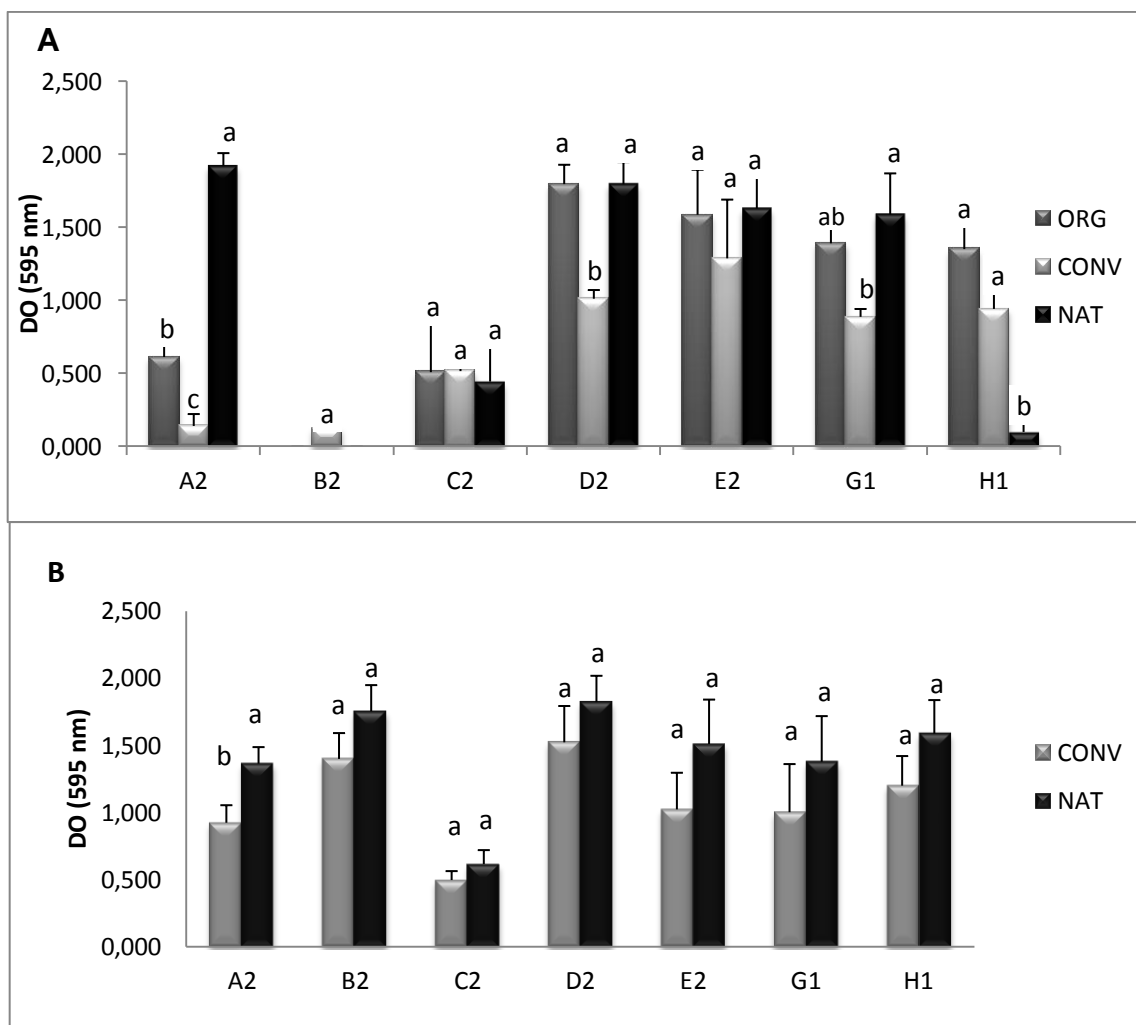 A
2,500
2,000
1,500
1,000
0,500
0,000
DO (595 nm)
b c a
a
a a a
a b a
a a a
ab b a
a a b
A2 B2 C2 D2 E2 G1 H1
ORG
CONV
NAT
B
2,500
2,000
1,500
1,000
0,500
0,000
DO (595 nm)
b a
a a
a a
a a
a a
a a
a a
A2 B2 C2 D2 E2 G1 H1
CONV
NAT